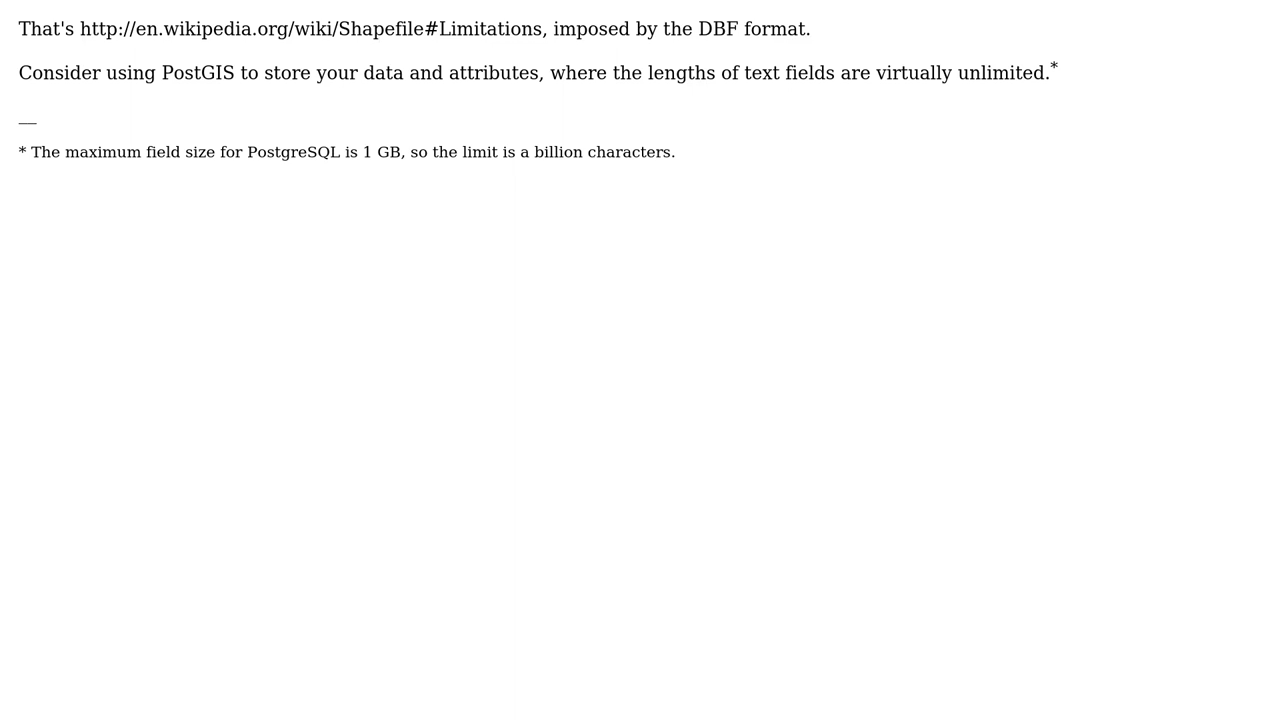 That's http://en.wikipedia.org/wiki/Shapefile#Limitations, imposed by the DBF format.
Consider using PostGIS to store your data and attributes, where the lengths of text fields are virtually unlimited.*
__
* The maximum field size for PostgreSQL is 1 GB, so the limit is a billion characters.